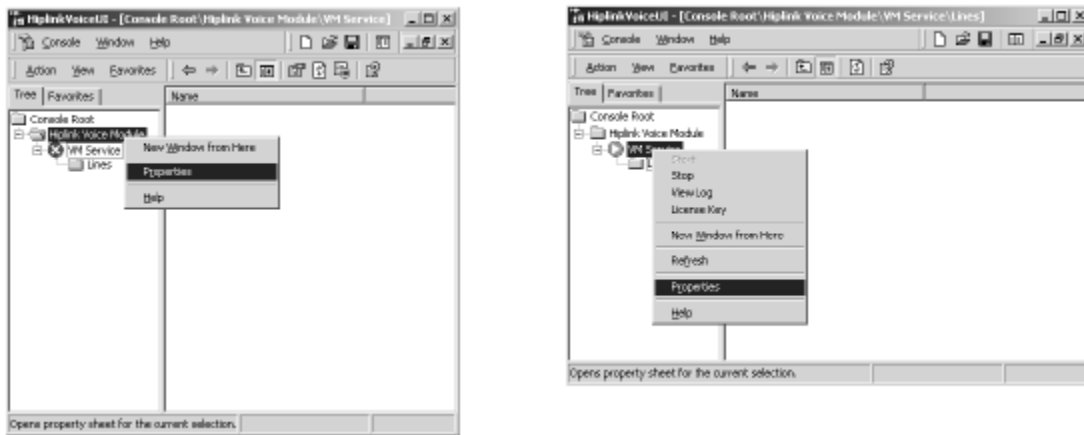 HiplinkVoiceUI - [Console Root\Hiplink Voice Module\VM Service]
Console Window Help
Action View Favorites
Tree Favorites
Name
Console Root
Hiplink Voice Module
VM Service
Lines
New Window from Here
Properties
Help
Opens property sheet for the current selection.
HiplinkVoiceUI - [Console Root\Hiplink Voice Module\VM Service\Lines]
Console Window Help
Action View Favorites
Tree Favorites
Name
Console Root
Hiplink Voice Module
VM Service
Start
Stop
View Log
License Key
New Window from Here
Refresh
Properties
Help
Opens property sheet for the current selection.